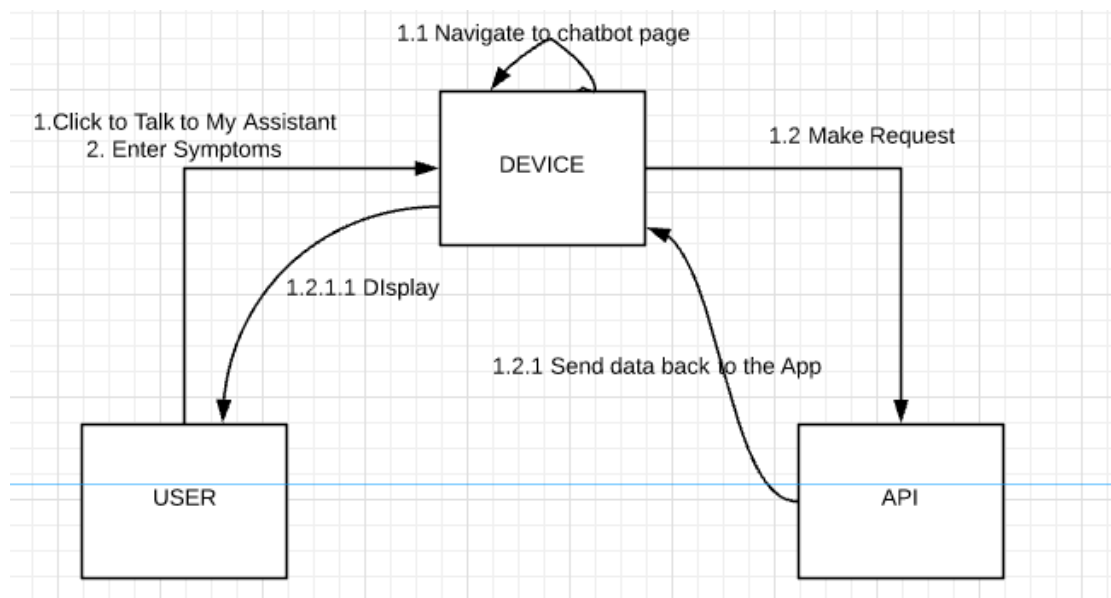 1.1 Navigate to chatbot page
1.Click to Talk to My Assistant
2. Enter Symptoms
1.2 Make Request
DEVICE
1.2.1.1 DIsplay
1.2.1 Send data back to the App
USER
API